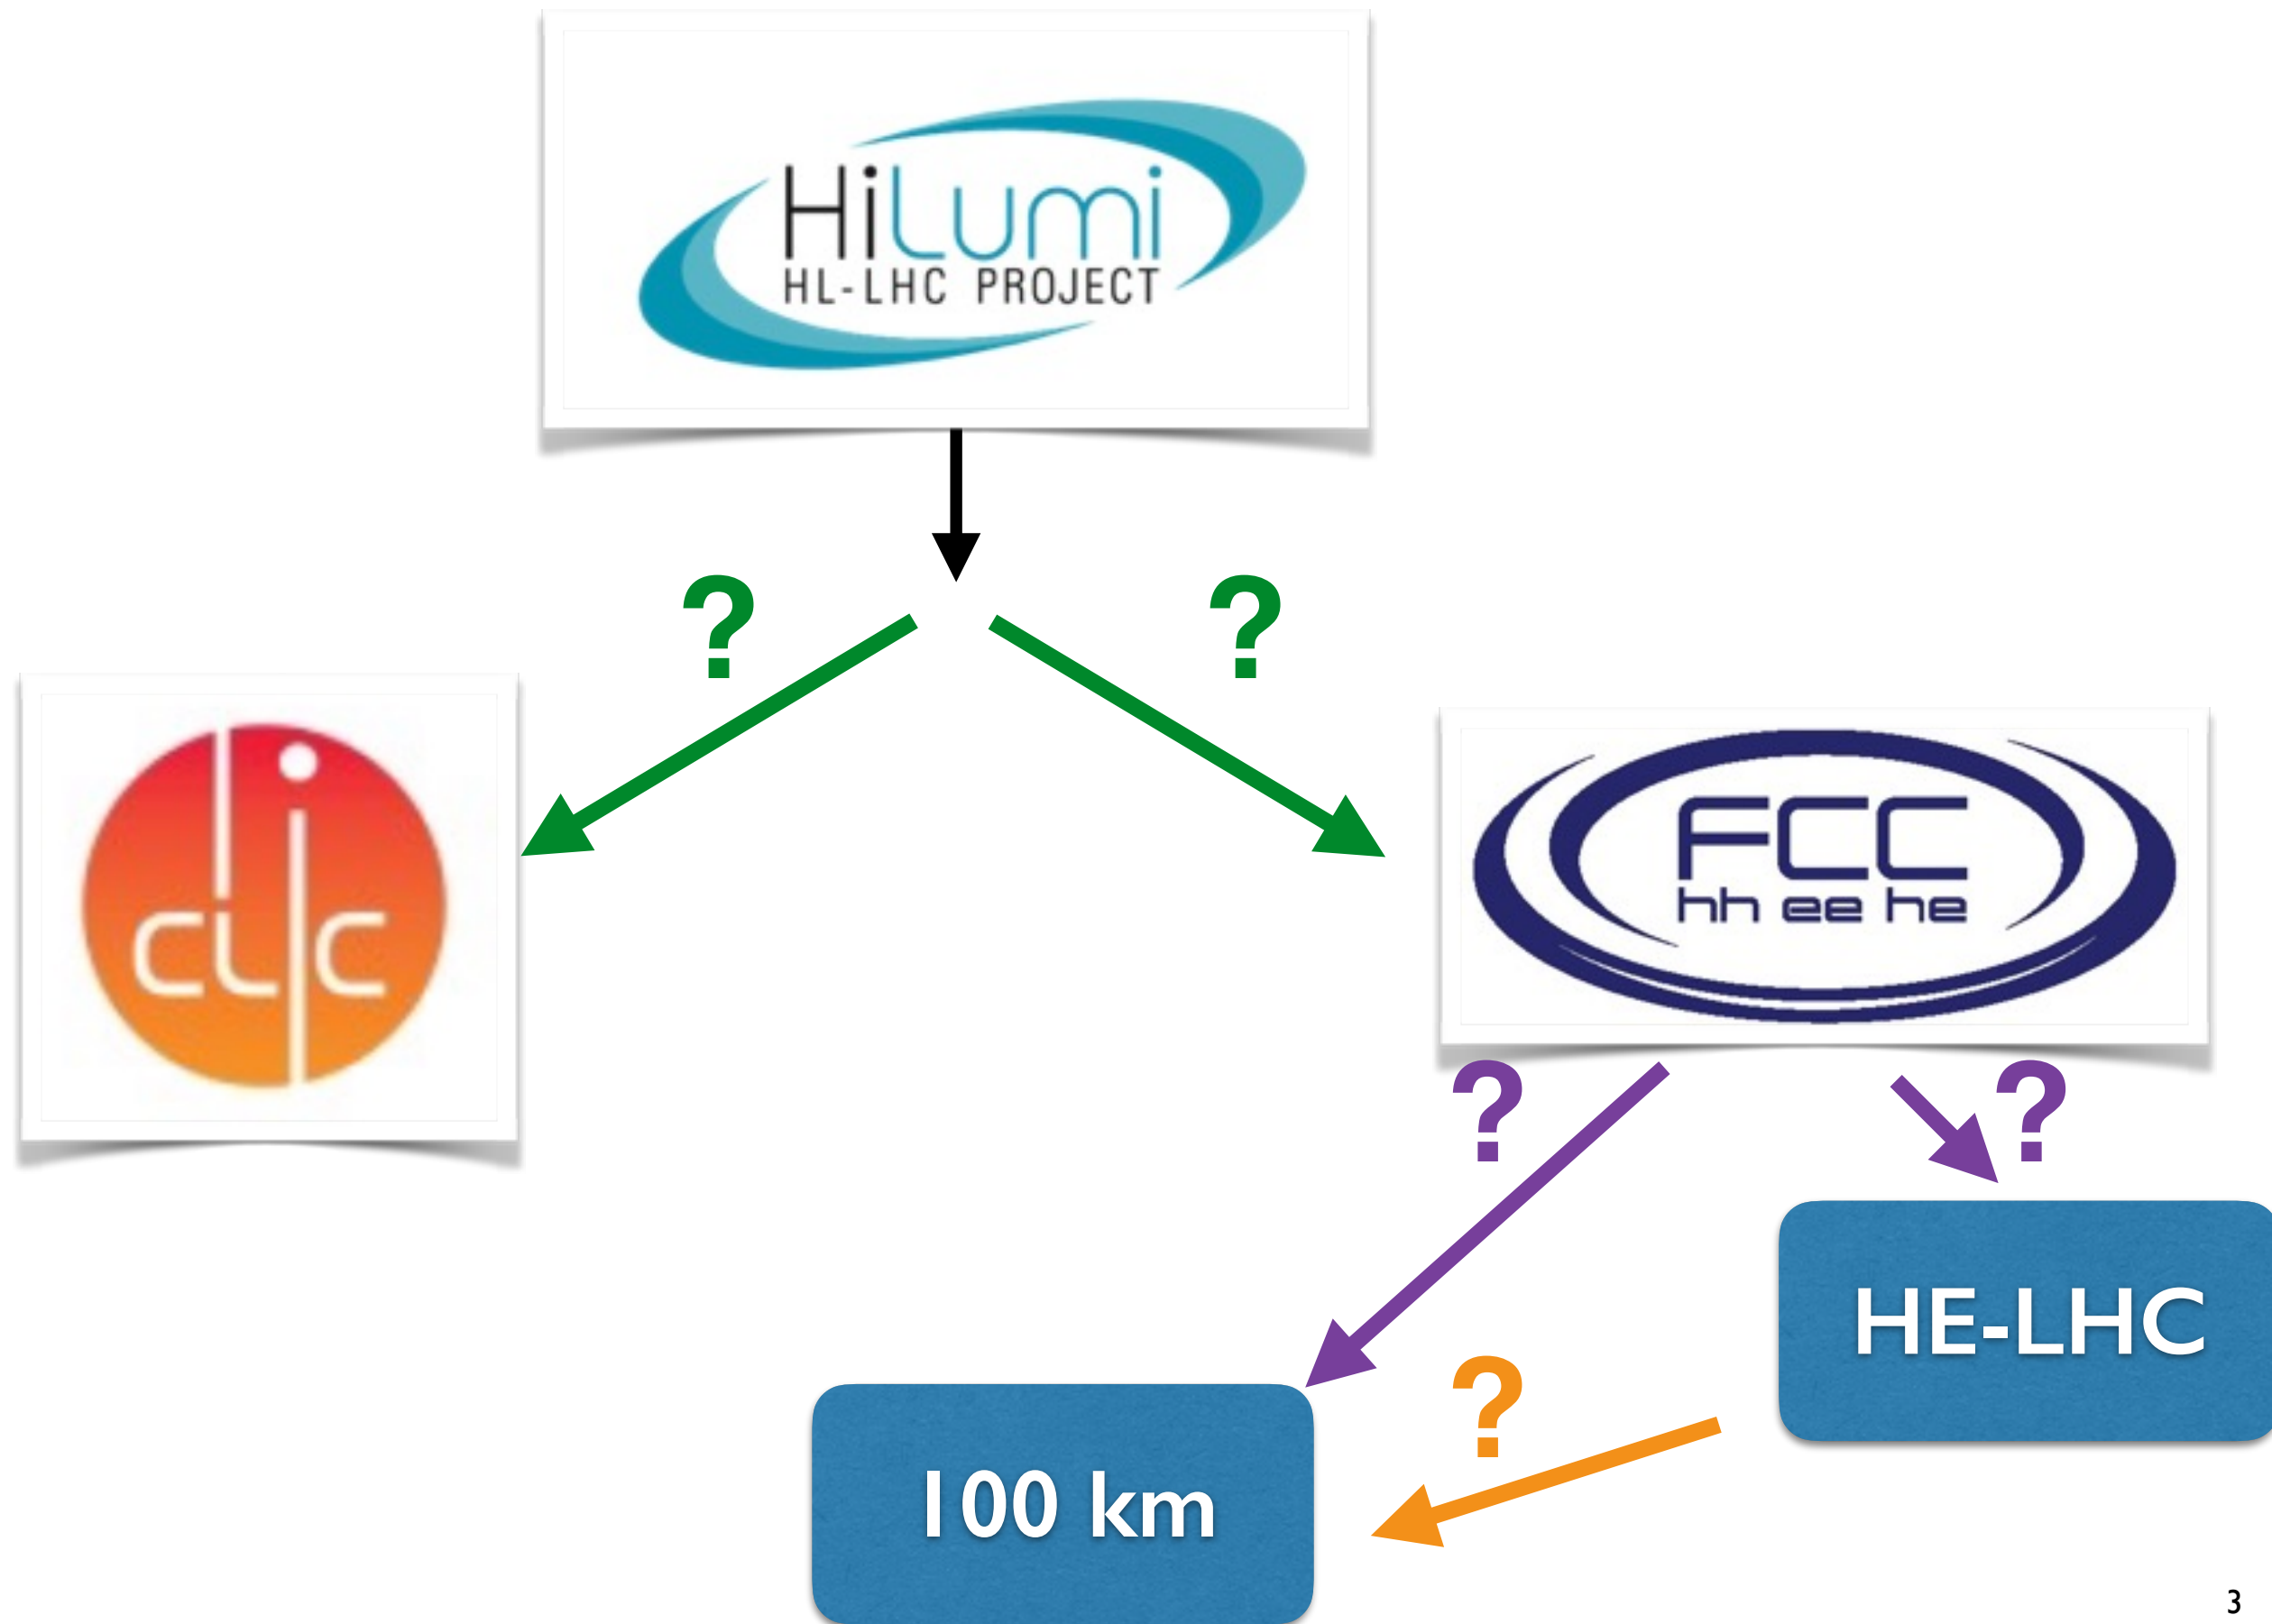 HiLumi
HL-LHC PROJECT
?
?
clic
FCC
hh ee he
?
?
HE-LHC
?
100 km
3